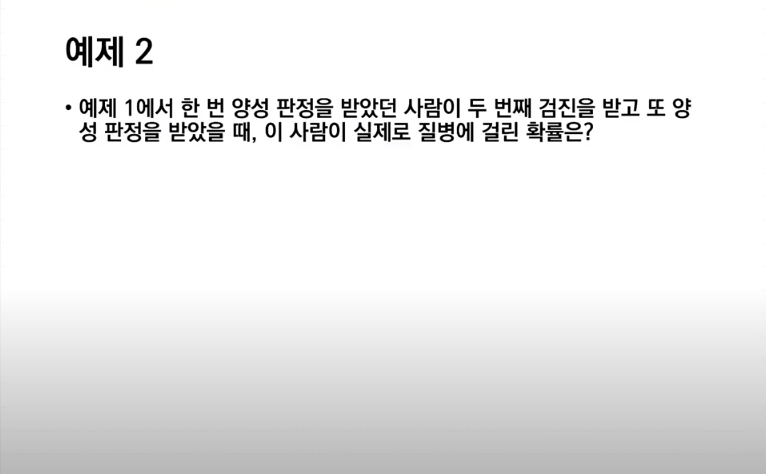 예제 2
• 예제 1에서 한 번 양성 판정을 받았던 사람이 두 번째 검진을 받고 또 양
성 판정을 받았을 때, 이 사람이 실제로 질병에 걸린 확률은?